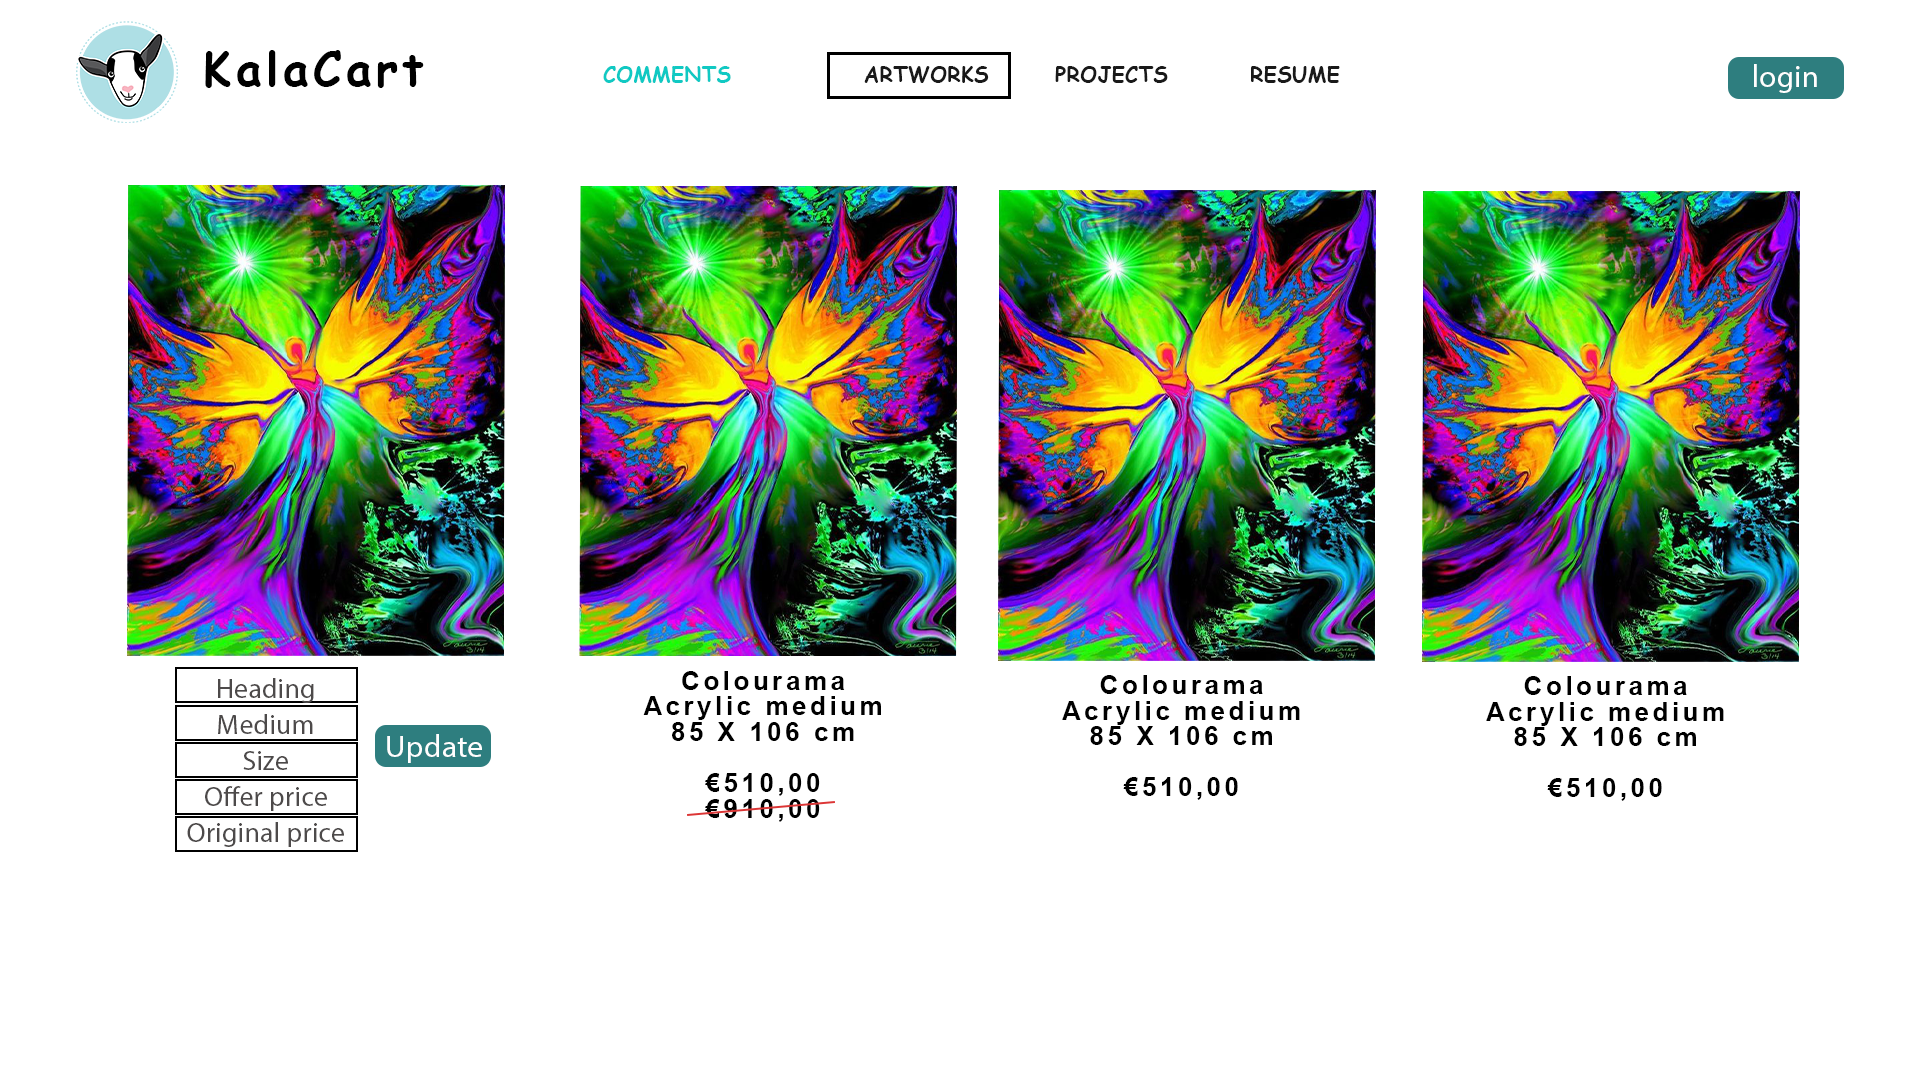 KalaCart
COMMENTS
ARTWORKS
PROJECTS
RESUME
login
Heading
Medium
Size
Offer price
Original price
Update
Colourama
Acrylic medium
85 X 106 cm
€510,00
€910,00
Colourama
Acrylic medium
85 X 106 cm
€510,00
Colourama
Acrylic medium
85 X 106 cm
€510,00